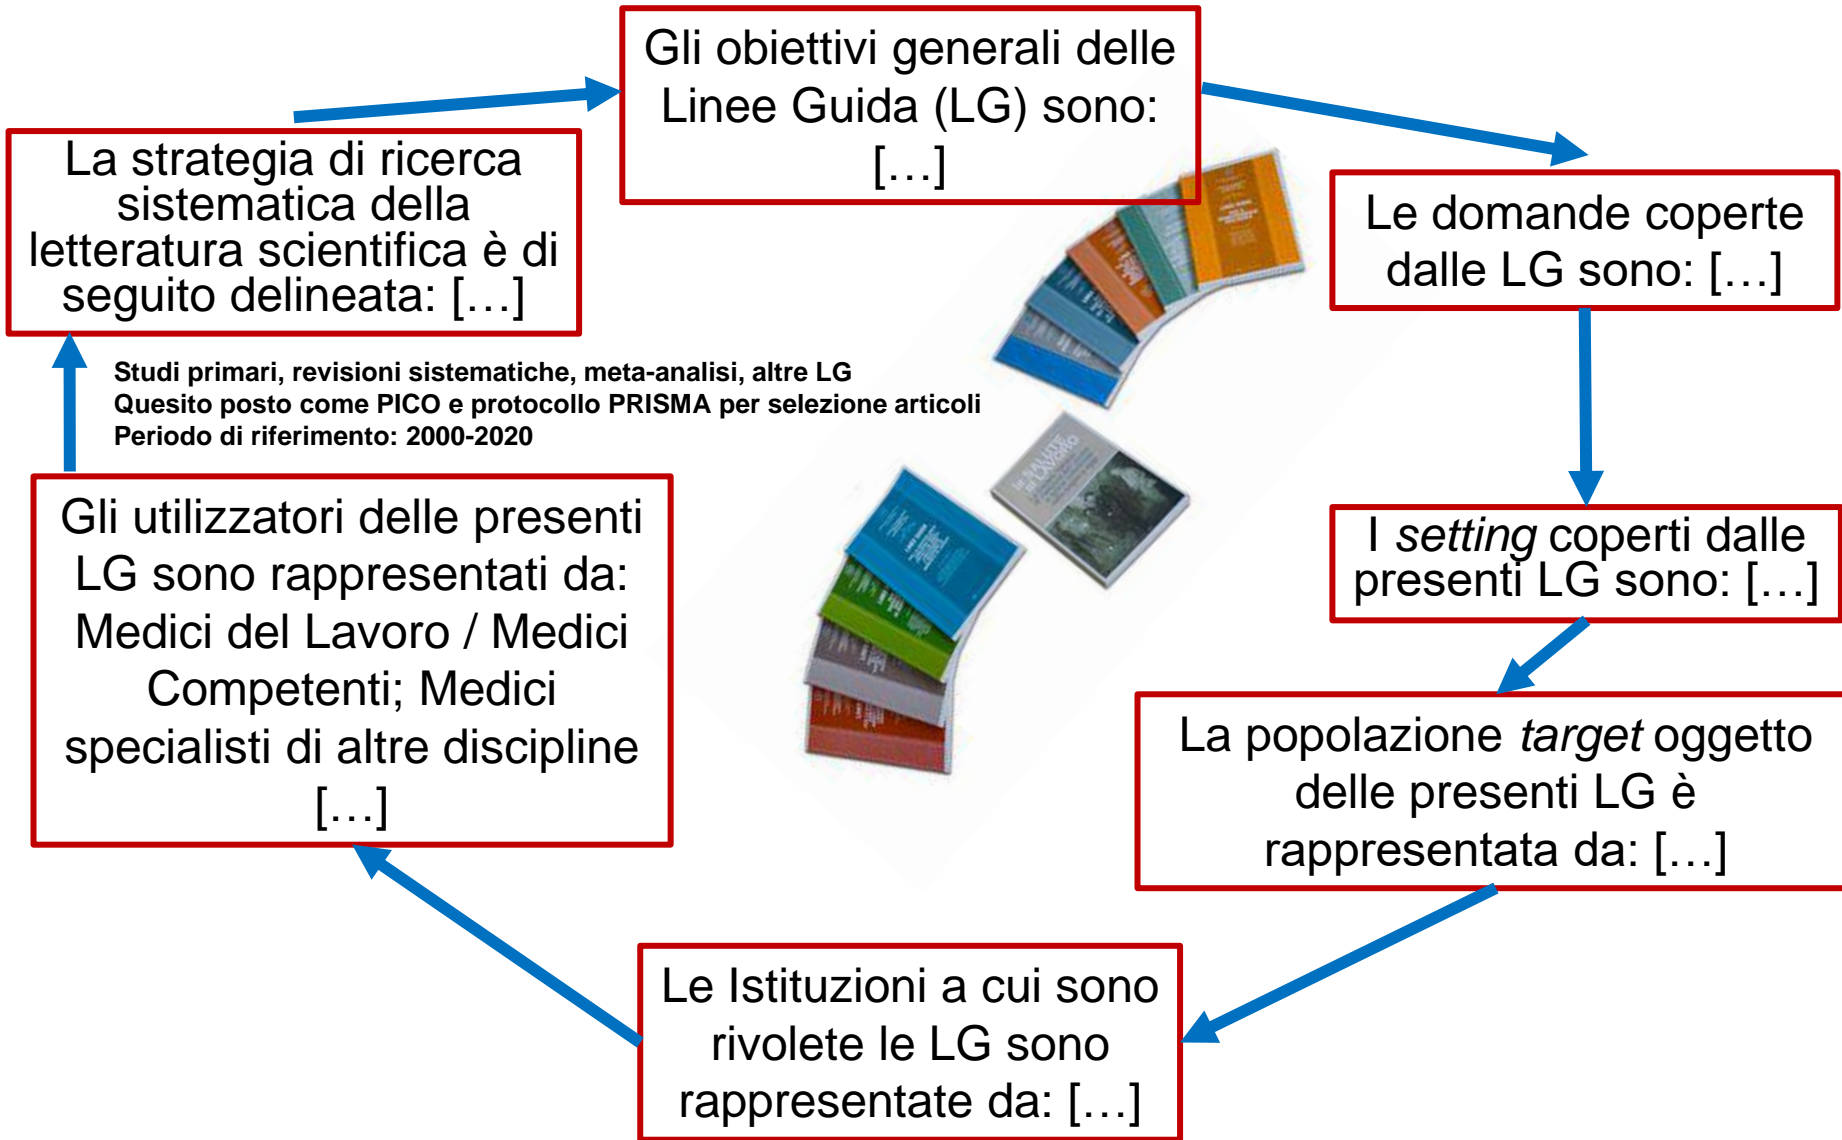 Gli obiettivi generali delle
Linee Guida (LG) sono:
[…]
Le domande coperte
dalle LG sono: […]
I setting coperti dalle
presenti LG sono: […]
La popolazione target oggetto
delle presenti LG è
rappresentata da: […]
Le Istituzioni a cui sono
rivolete le LG sono
rappresentate da: […]
Gli utilizzatori delle presenti
LG sono rappresentati da:
Medici del Lavoro / Medici
Competenti; Medici
specialisti di altre discipline
[…]
Studi primari, revisioni sistematiche, meta-analisi, altre LG
Quesito posto come PICO e protocollo PRISMA per selezione articoli
Periodo di riferimento: 2000-2020
La strategia di ricerca
sistematica della
letteratura scientifica è di
seguito delineata: […]